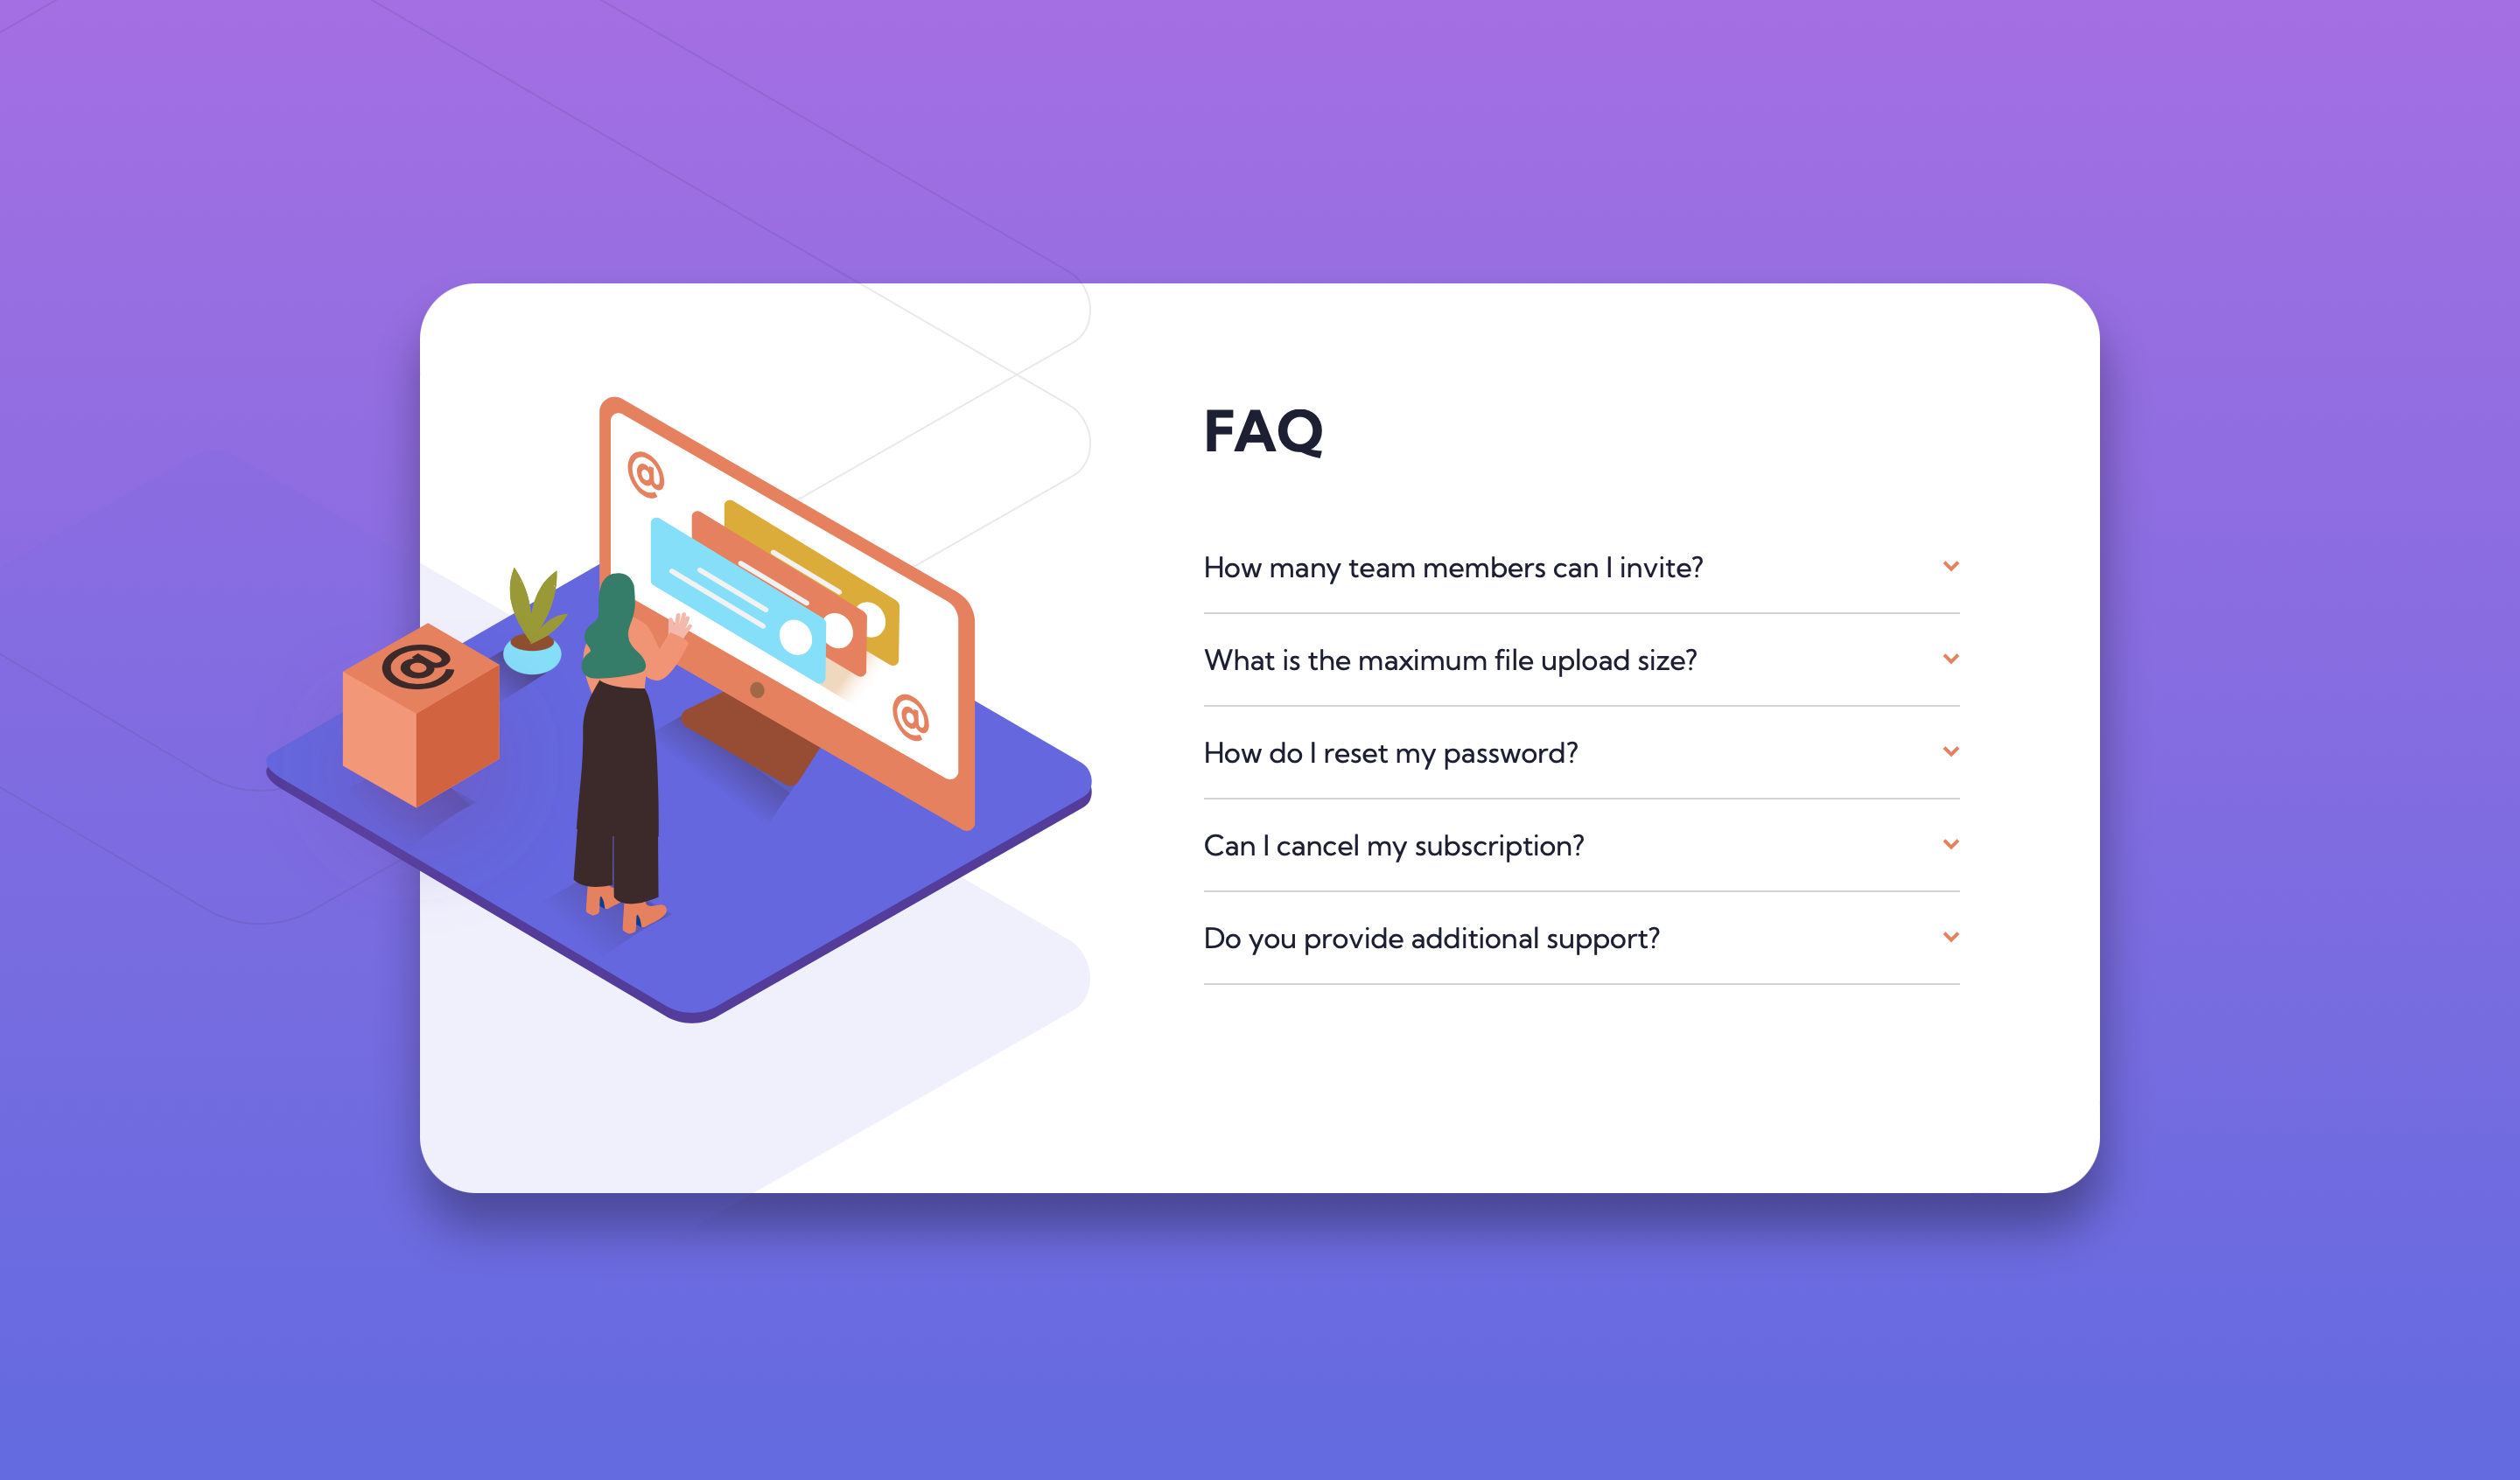 @
@
@
FAQ
How many team members can I invite?
What is the maximum file upload size?
How do I reset my password?
Can I cancel my subscription?
Do you provide additional support?